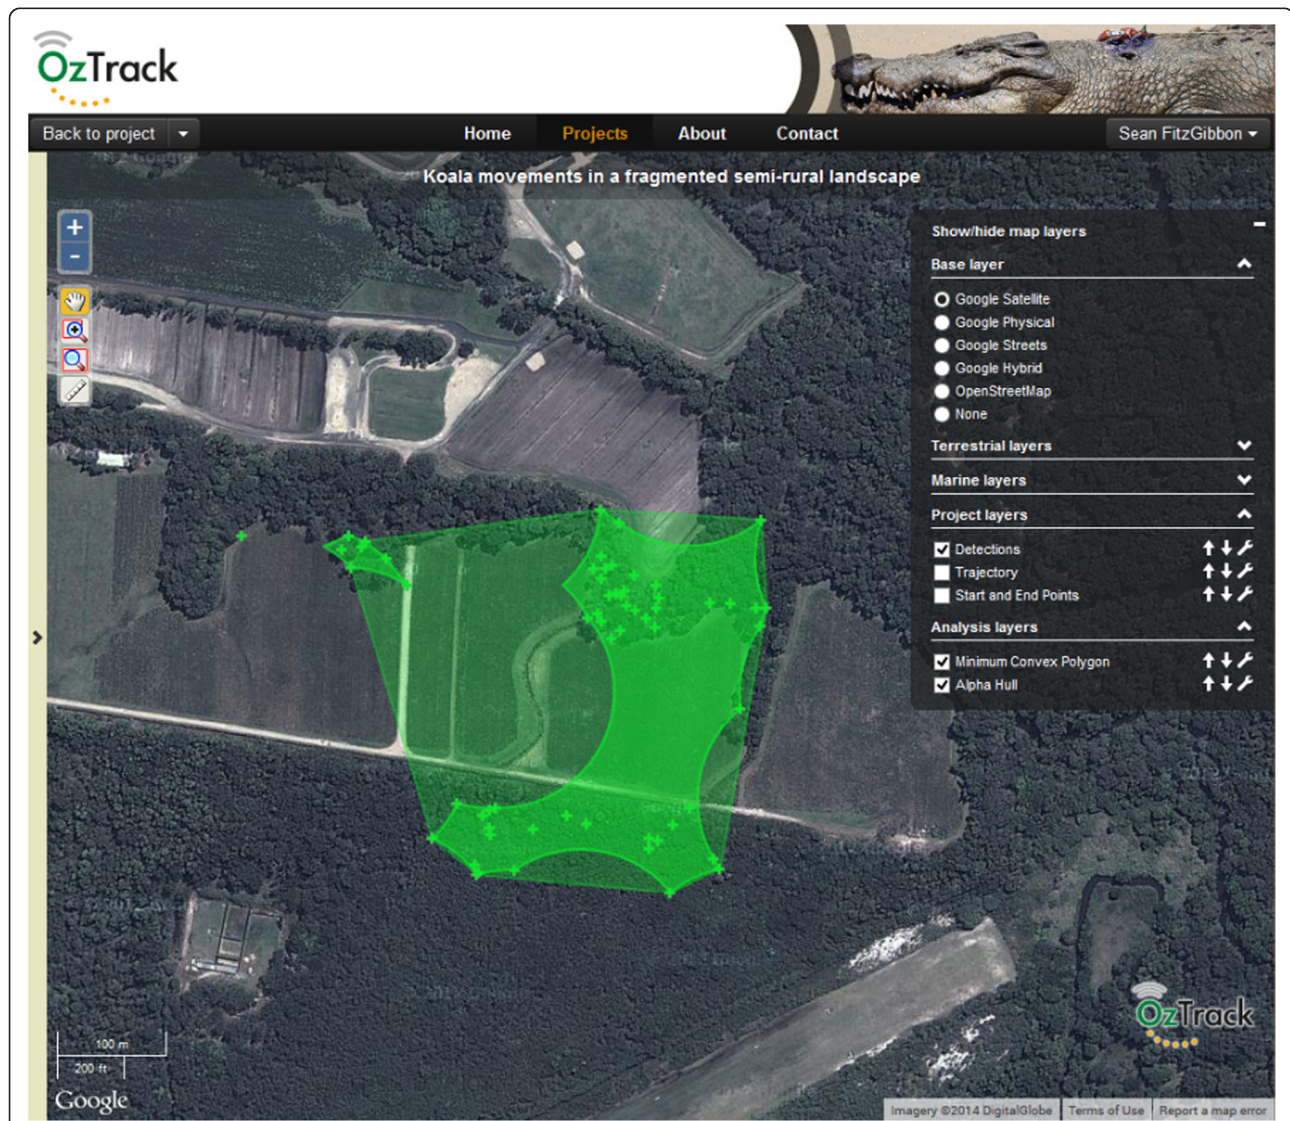 OzTrack
Back to project
Home
Projects
About
Contact
Sean FitzGibbon
Koala movements in a fragmented semi-rural landscape
+
-
Show/hide map layers
Base layer
Google Satellite
Google Physical
Google Streets
Google Hybrid
OpenStreetMap
None
Terrestrial layers
Marine layers
Project layers
Detections
Trajectory
Start and End Points
Analysis layers
Minimum Convex Polygon
Alpha Hull
OzTrack
100 m
200 ft
Google
Imagery ©2014 DigitalGlobe
Terms of Use
Report a map error